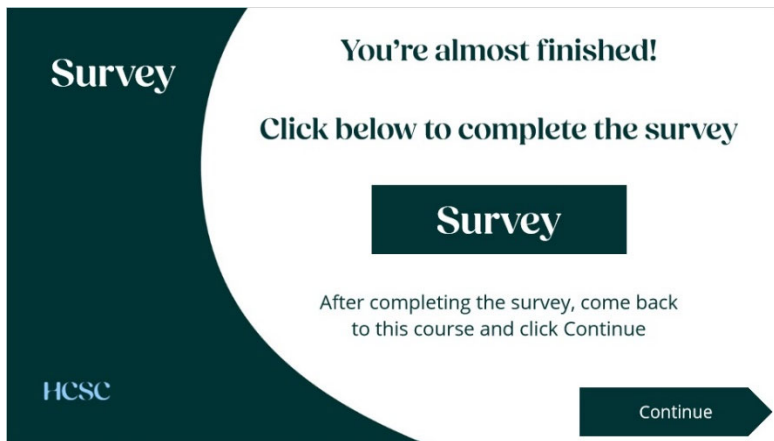 Survey
You’re almost finished!
Click below to complete the survey
Survey
After completing the survey, come back
to this course and click Continue
HCSC
Continue